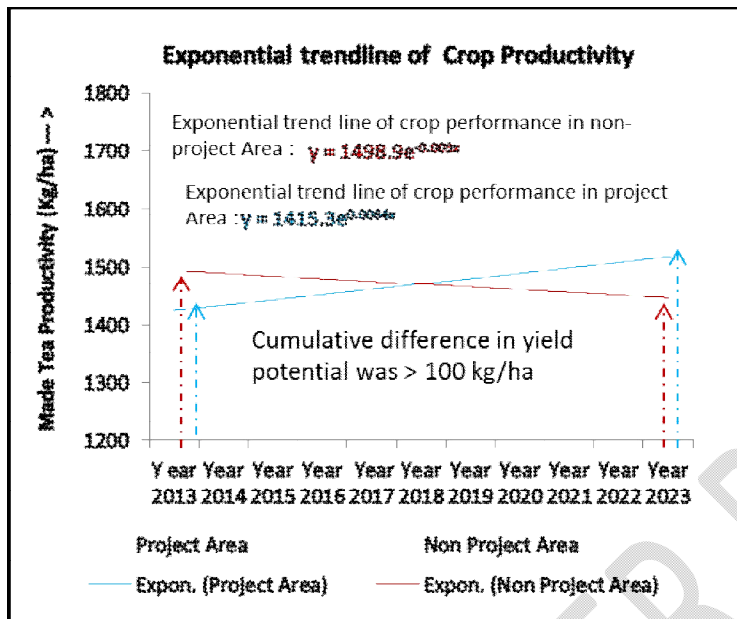 Exponential trendline of Crop Productivity
Made Tea Productivity (Kg/ha) --- >
1800
1700
1600
1500
1400
1300
1200
Exponential trend line of crop performance in non-
project Area : y = 1498.9e^-0.003x
Exponential trend line of crop performance in project
Area : y = 1415.3e^0.0064x
Cumulative difference in yield
potential was > 100 kg/ha
Year Year Year Year Year Year Year Year Year Year Year
2013 2014 2015 2016 2017 2018 2019 2020 2021 2022 2023
Project Area Non Project Area
Expon. (Project Area) Expon. (Non Project Area)